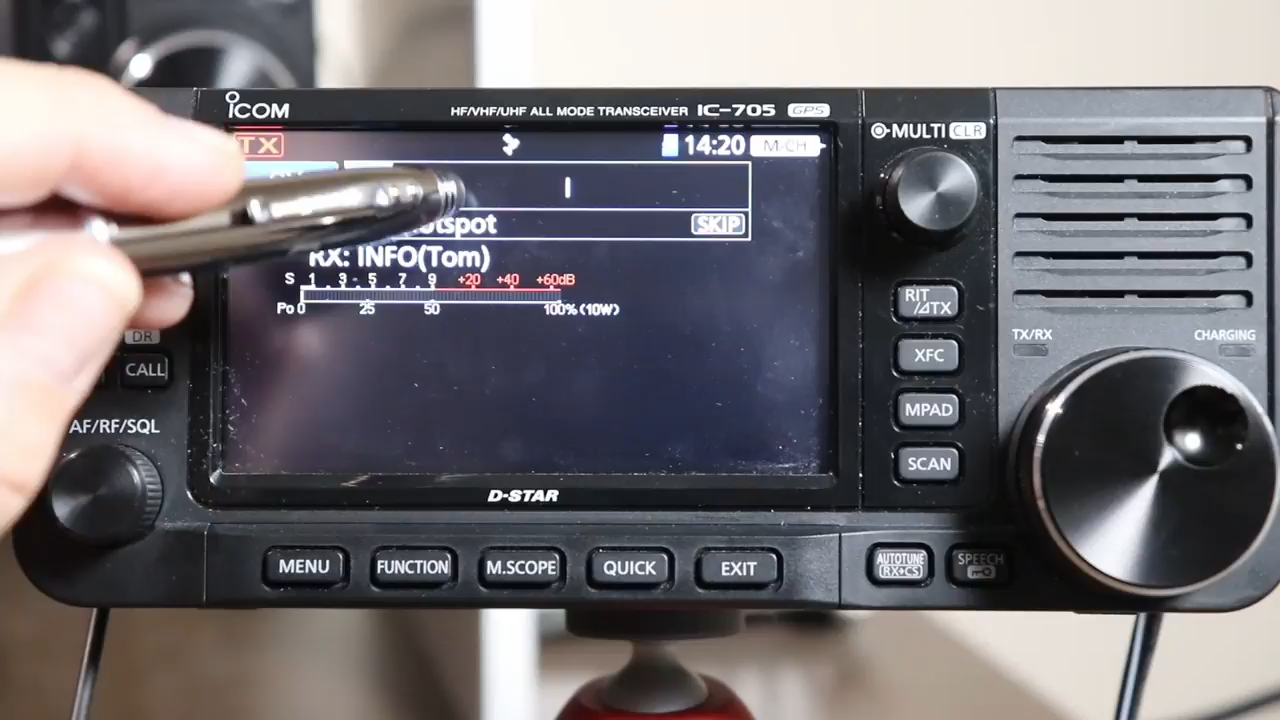 ICOM
HF/VHF/UHF ALL MODE TRANSCEIVER IC-705 GPS
TX 14:20 M-CH
MULTI CLR
SKIP
RX: INFO(Tom)
S 1 . 3 - 5 . 7 . 9 +20 +40 +60dB
Po 0 25 50 100% (10W)
RIT/⊿TX
XFC
MPAD
SCAN
TX/RX
CHARGING
DR
CALL
AF/RF/SQL
D-STAR
MENU
FUNCTION
M.SCOPE
QUICK
EXIT
AUTOTUNE
RX→CS
SPEECH